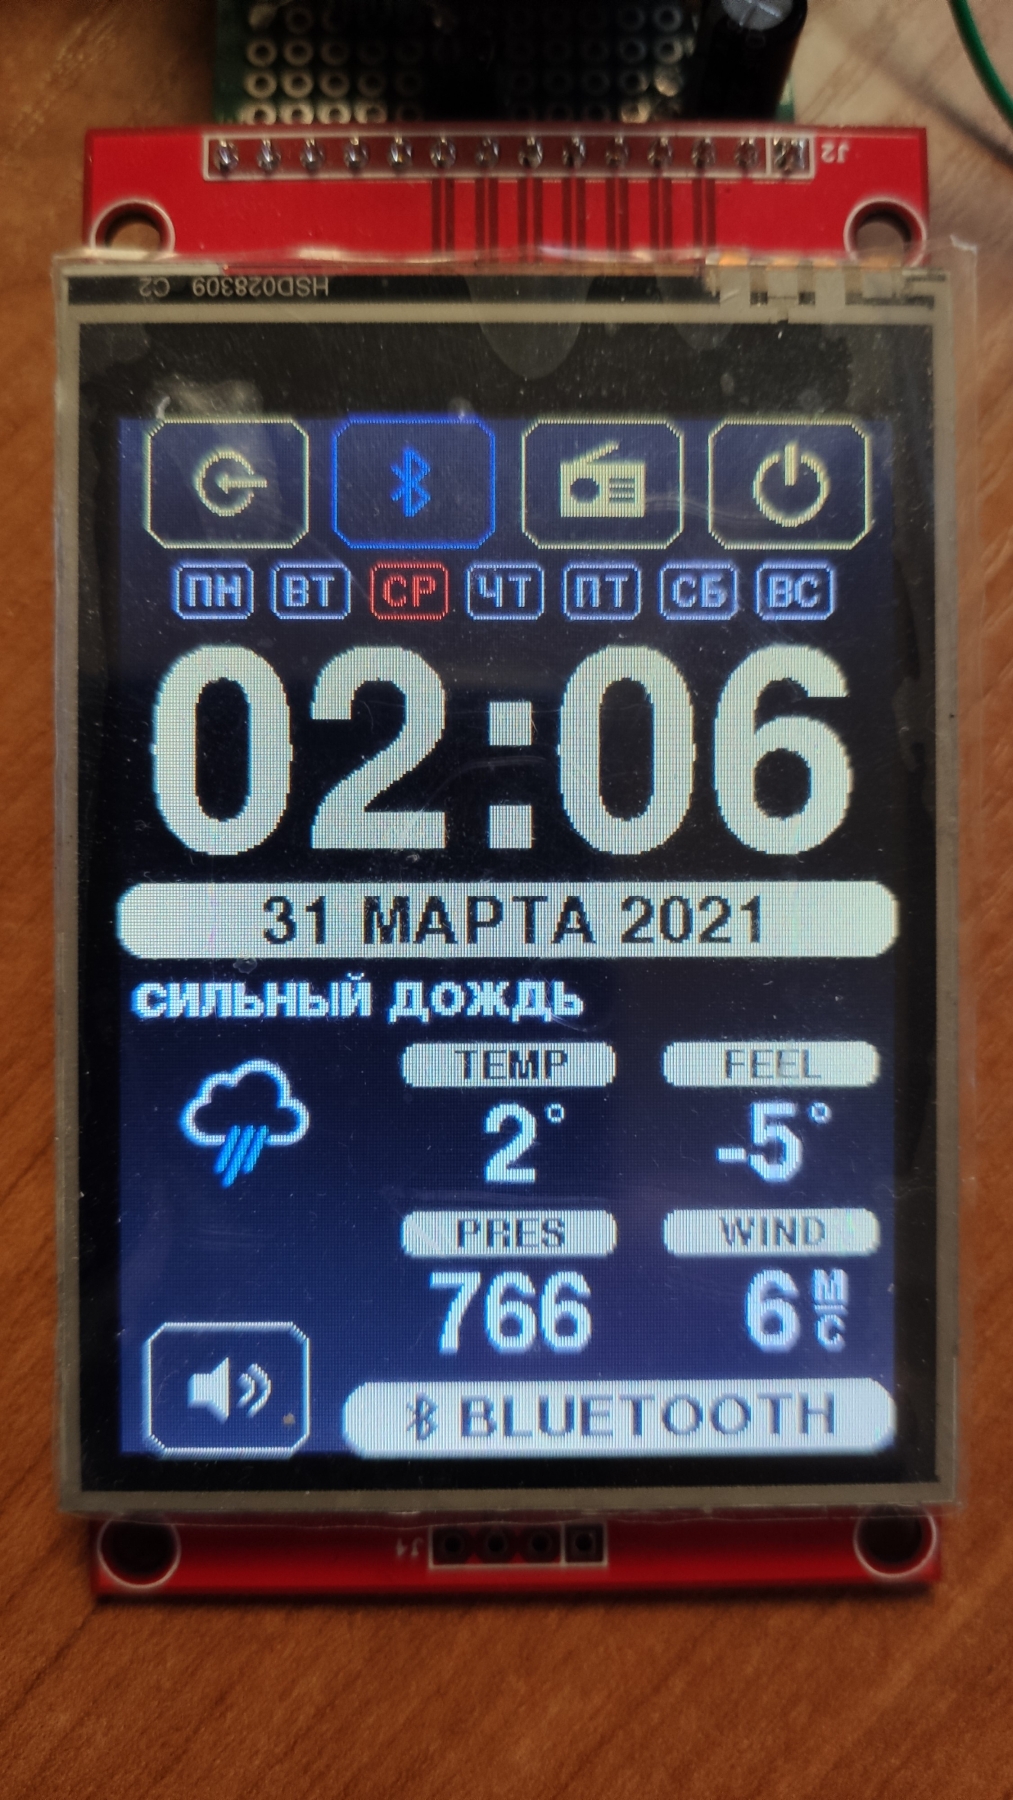 J2
HSD028309 C2
ПН ВТ СР ЧТ ПТ СБ ВС
02:06
31 МАРТА 2021
СИЛЬНЫЙ ДОЖДЬ
TEMP FEEL
2° -5°
PRES WIND
766 6 М/С
BLUETOOTH
J4